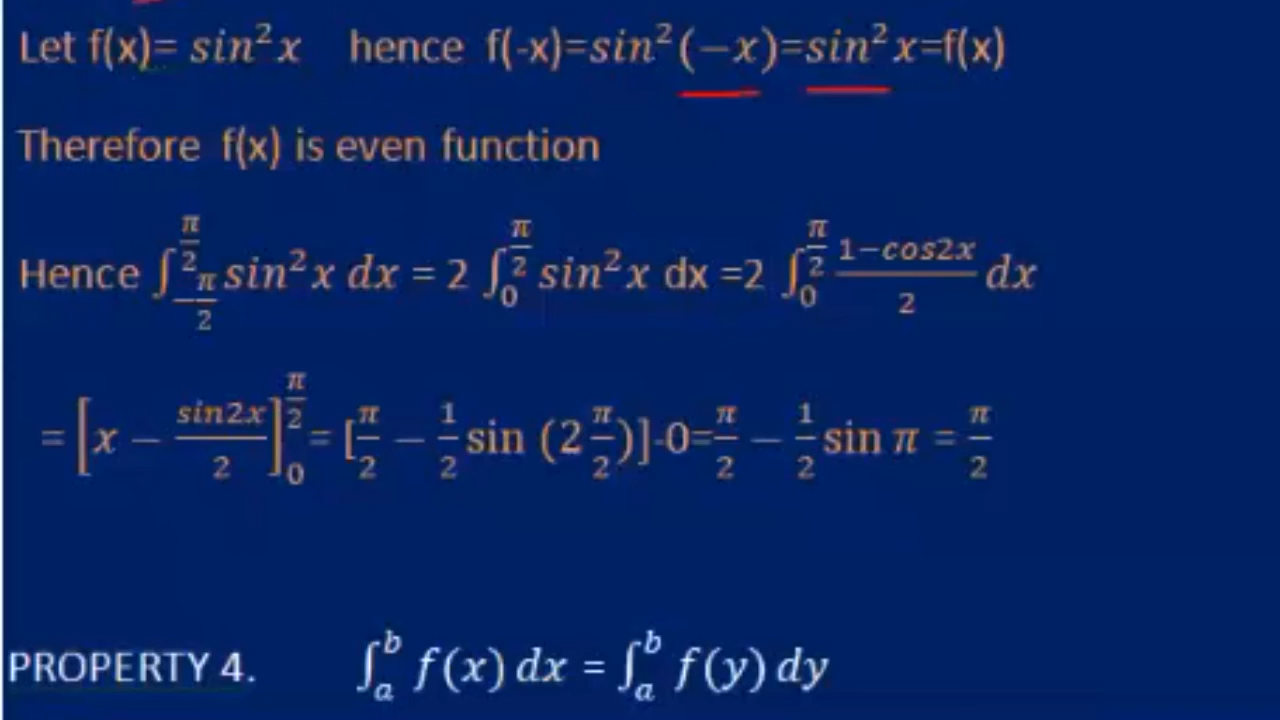 Let f(x)= sin²x hence f(-x)=sin²(−x)=sin²x=f(x)
Therefore f(x) is even function
Hence ∫_{−π/2}^{π/2} sin²x dx = 2 ∫_0^{π/2} sin²x dx =2 ∫_0^{π/2} (1−cos2x)/2 dx
= [x − sin2x/2]_0^{π/2} = [π/2 − 1/2 sin (2 π/2)]-0= π/2 − 1/2 sin π = π/2
PROPERTY 4. ∫_a^b f(x) dx = ∫_a^b f(y) dy